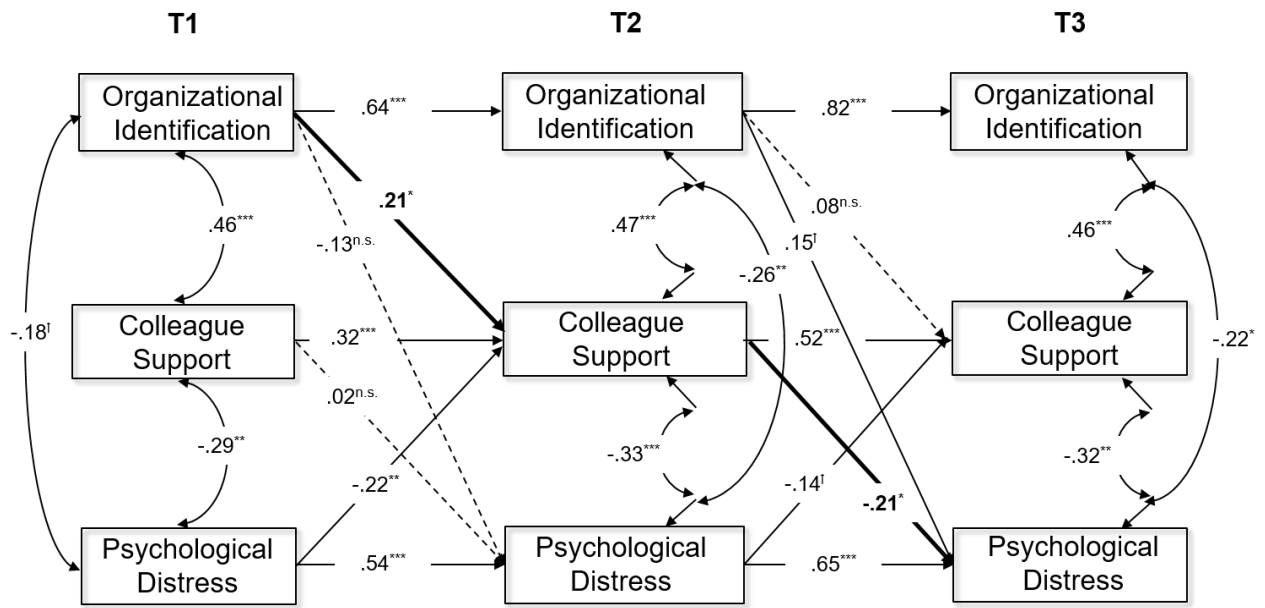 T1
T2
T3
Organizational
Identification
.64***
Organizational
Identification
.82***
Organizational
Identification
.21*
.46***
-.13n.s.
.47***
-.26**
.08n.s.
.15†
.46***
-.18†
Colleague
Support
.32***
Colleague
Support
.52***
Colleague
Support
-.22*
.02n.s.
-.29**
-.22**
-.33***
-.14†
-.21*
-.32**
Psychological
Distress
.54***
Psychological
Distress
.65***
Psychological
Distress